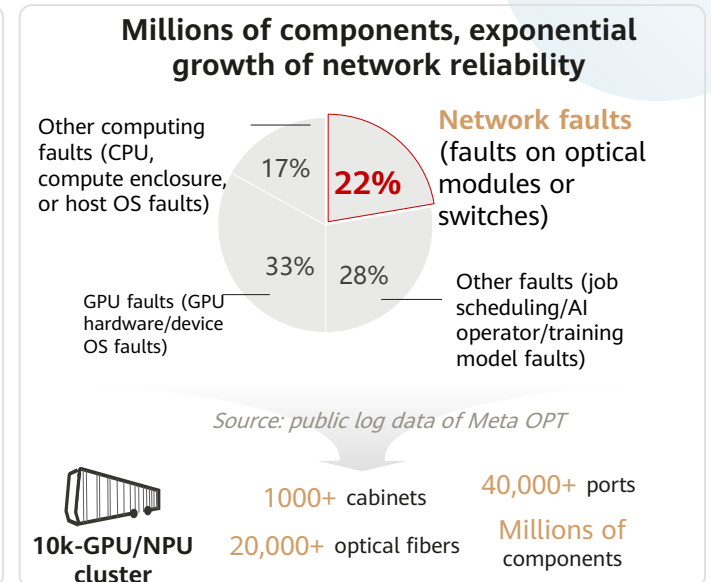 Millions of components, exponential
growth of network reliability
Other computing
faults (CPU,
compute enclosure,
or host OS faults)
17%
22%
Network faults
(faults on optical
modules or
switches)
33%
28%
GPU faults (GPU
hardware/device
OS faults)
Other faults (job
scheduling/AI
operator/training
model faults)
Source: public log data of Meta OPT
10k-GPU/NPU
cluster
1000+ cabinets
40,000+ ports
20,000+ optical fibers
Millions of
components